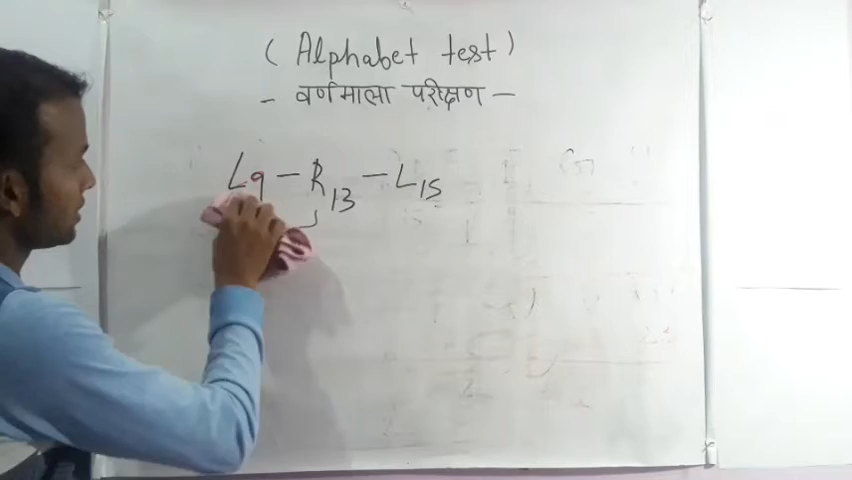 (Alphabet test)
- वर्णमाला परीक्षण -
L9 - R13 - L15